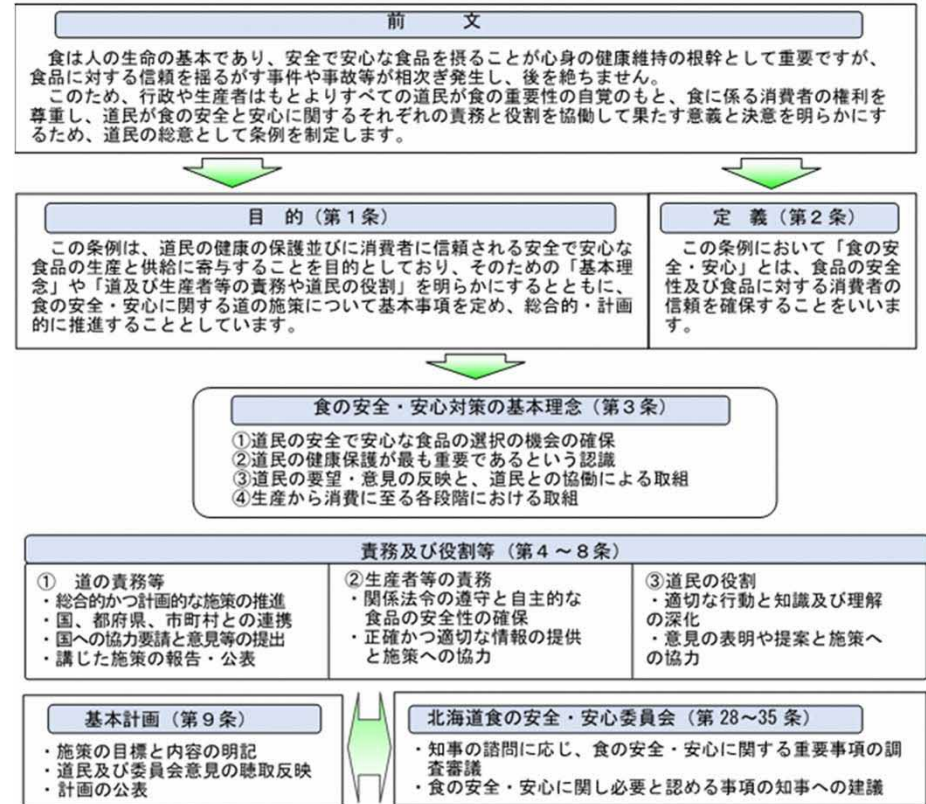 前 文
食は人の生命の基本であり、安全で安心な食品を摂ることが心身の健康維持の根幹として重要ですが、
食品に対する信頼を揺るがす事件や事故等が相次ぎ発生し、後を絶ちません。
このため、行政や生産者はもとよりすべての道民が食の重要性の自覚のもと、食に係る消費者の権利を
尊重し、道民が食の安全と安心に関するそれぞれの責務と役割を協働して果たす意義と決意を明らかにす
るため、道民の総意として条例を制定します。
目 的（第１条）
この条例は、道民の健康の保護並びに消費者に信頼される安全で安心な
食品の生産と供給に寄与することを目的としており、そのための「基本理
念」や「道及び生産者等の責務や道民の役割」を明らかにするとともに、
食の安全・安心に関する道の施策について基本事項を定め、総合的・計画
的に推進することとしています。
定 義（第２条）
この条例において「食の安
全・安心」とは、食品の安全
性及び食品に対する消費者の
信頼を確保することをいいま
す。
食の安全・安心対策の基本理念（第３条）
①道民の安全で安心な食品の選択の機会の確保
②道民の健康保護が最も重要であるという認識
③道民の要望・意見の反映と、道民との協働による取組
④生産から消費に至る各段階における取組
責務及び役割等（第４～８条）
① 道の責務等
・総合的かつ計画的な施策の推進
・国、都府県、市町村との連携
・国への協力要請と意見等の提出
・講じた施策の報告・公表
②生産者等の責務
・関係法令の遵守と自主的な
食品の安全性の確保
・正確かつ適切な情報の提供
と施策への協力
③道民の役割
・適切な行動と知識及び理解
の深化
・意見の表明や提案と施策へ
の協力
基本計画（第９条）
・施策の目標と内容の明記
・道民及び委員会意見の聴取反映
・計画の公表
北海道食の安全・安心委員会（第 28～35 条）
・知事の諮問に応じ、食の安全・安心に関する重要事項の調
査審議
・食の安全・安心に関し必要と認める事項の知事への建議